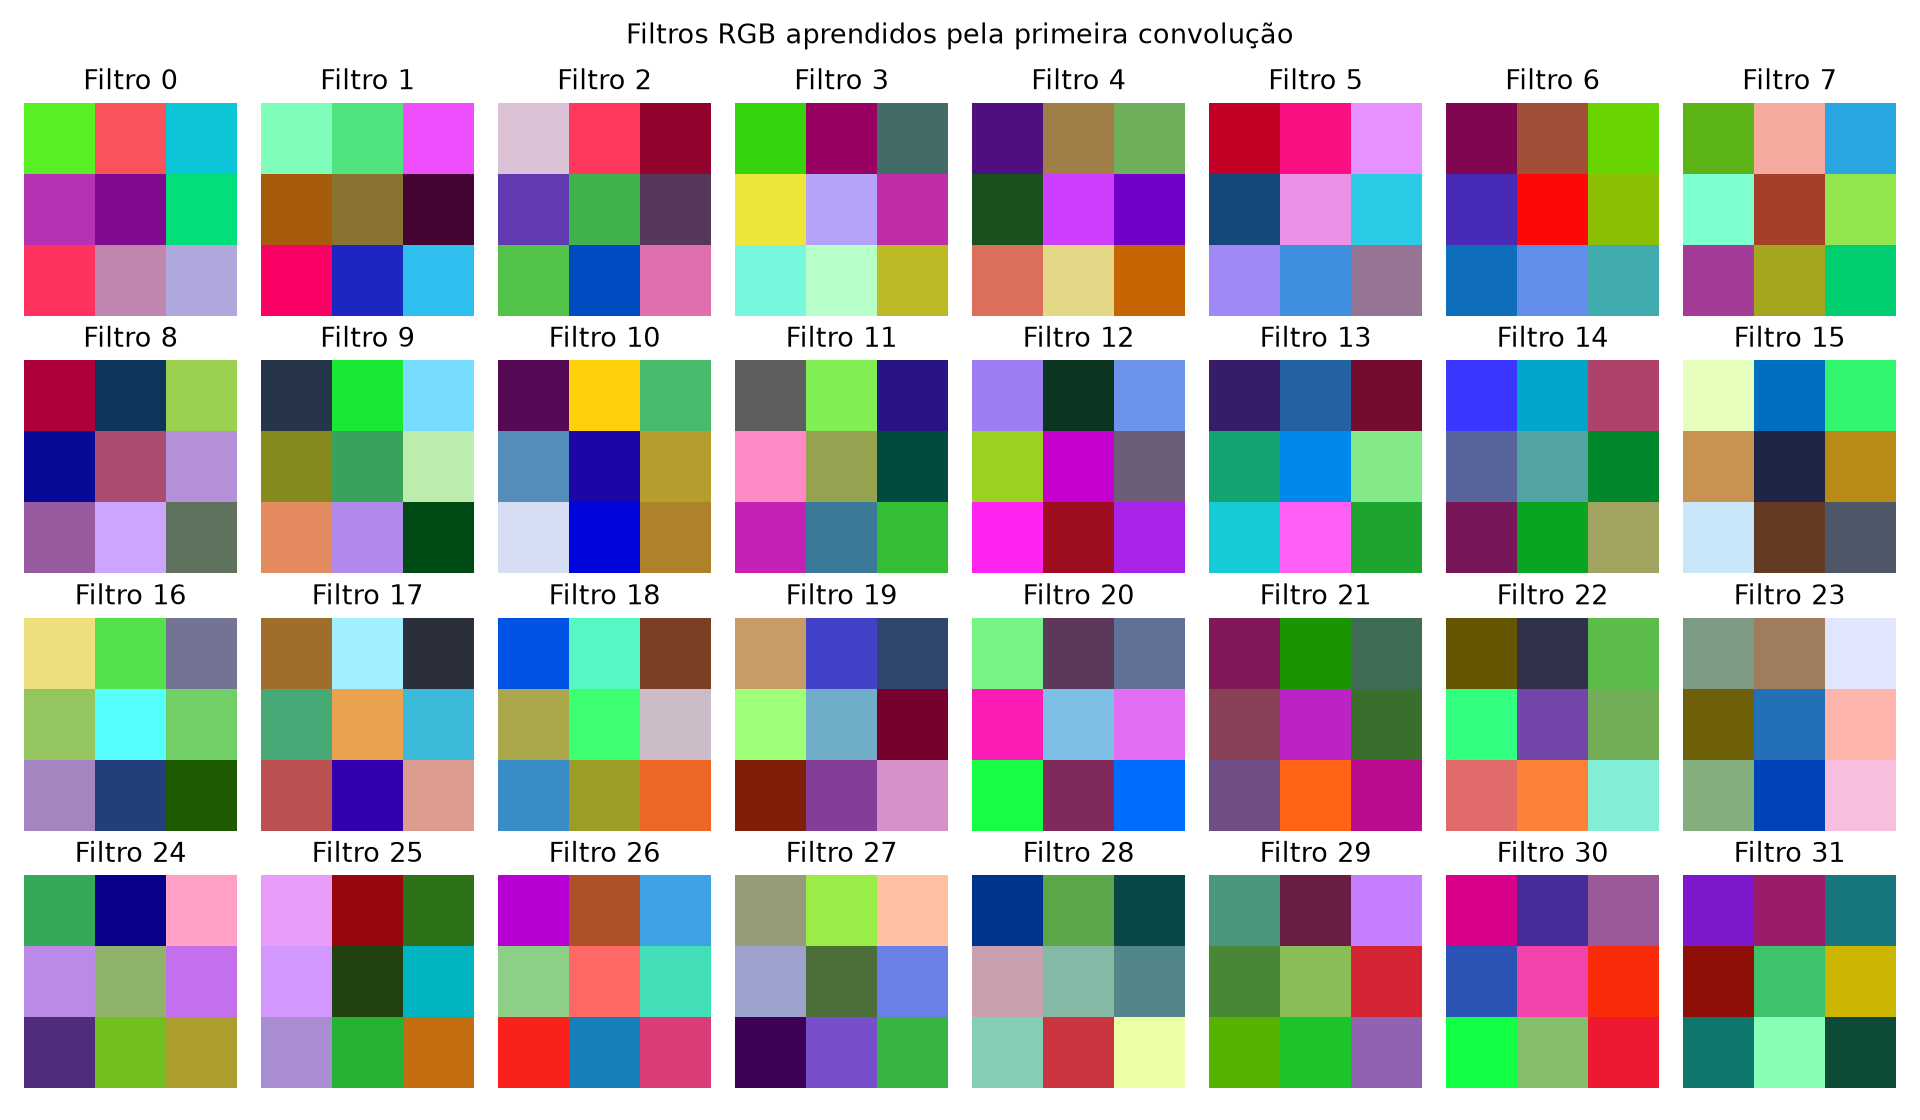 Filtros RGB aprendidos pela primeira convolução
Filtro 0 Filtro 1 Filtro 2 Filtro 3 Filtro 4 Filtro 5 Filtro 6 Filtro 7
Filtro 8 Filtro 9 Filtro 10 Filtro 11 Filtro 12 Filtro 13 Filtro 14 Filtro 15
Filtro 16 Filtro 17 Filtro 18 Filtro 19 Filtro 20 Filtro 21 Filtro 22 Filtro 23
Filtro 24 Filtro 25 Filtro 26 Filtro 27 Filtro 28 Filtro 29 Filtro 30 Filtro 31